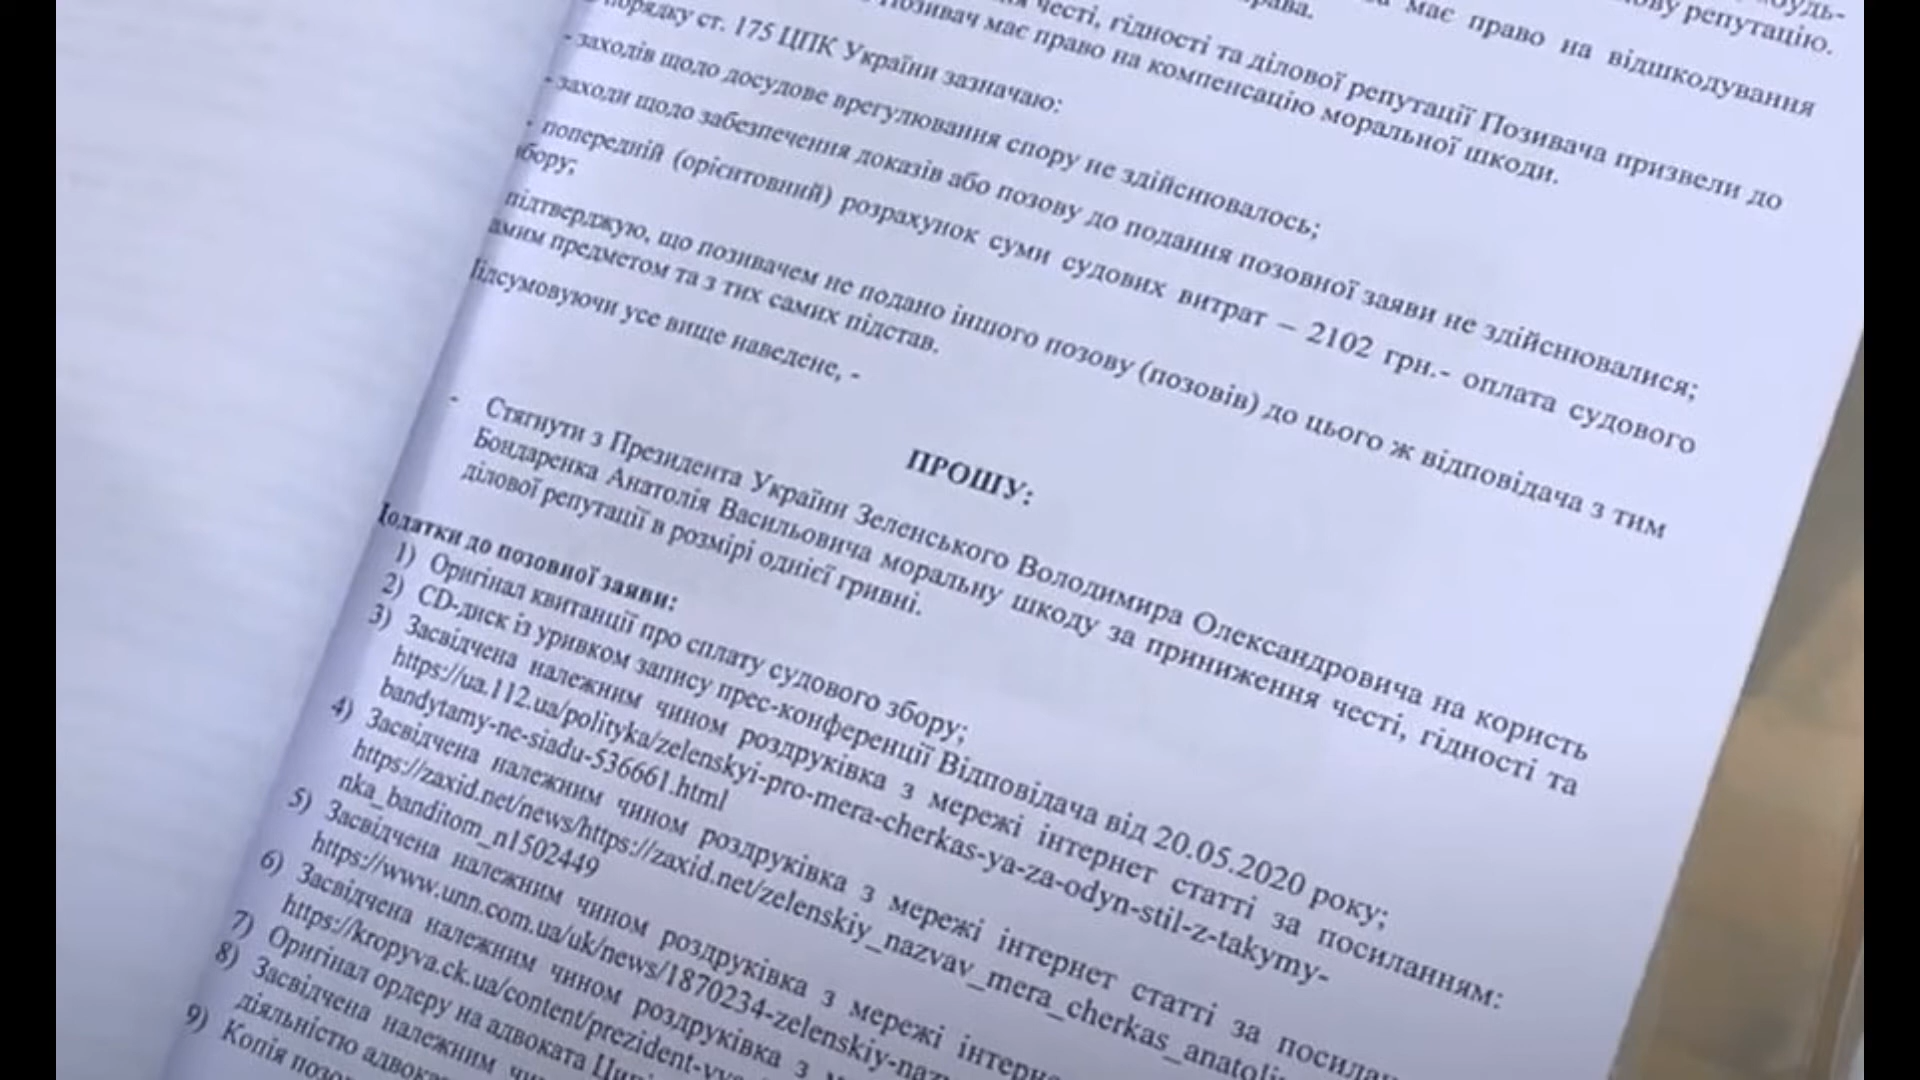 має право на відшкодування
репутацію.
честі, гідності та ділової репутації Позивача призвели до
Позивач має право на компенсацію моральної шкоди.
порядку ст. 175 ЦПК України зазначаю:
- заходів щодо досудове врегулювання спору не здійснювалось;
- заходи щодо забезпечення доказів або позову до подання позовної заяви не здійснювалися;
- попередній (орієнтовний) розрахунок суми судових витрат – 2102 грн.- оплата судового
збору;
підтверджую, що позивачем не подано іншого позову (позовів) до цього ж відповідача з тим
самим предметом та з тих самих підстав.
Підсумовуючи усе вище наведене, -
ПРОШУ:
- Стягнути з Президента України Зеленського Володимира Олександровича на користь
Бондаренка Анатолія Васильовича моральну шкоду за приниження честі, гідності та
ділової репутації в розмірі однієї гривні.
Додатки до позовної заяви:
1) Оригінал квитанції про сплату судового збору;
2) CD-диск із уривком запису прес-конференції Відповідача від 20.05.2020 року;
3) Засвідчена належним чином роздруківка з мережі інтернет статті за посиланням:
https://ua.112.ua/polityka/zelenskyi-pro-mera-cherkas-ya-za-odyn-stil-z-takymy-
bandytamy-ne-siadu-536661.html
4) Засвідчена належним чином роздруківка з мережі інтернет статті за
https://zaxid.net/news/https://zaxid.net/zelenskiy_nazvav_mera_cherkas_anatoli
nka_banditom_n1502449
5) Засвідчена належним чином роздруківка з мережі
https://www.unn.com.ua/uk/news/1870234-zelenskiy-naz
6) Засвідчена належним чином роздруківка з
https://kropyva.ck.ua/content/prezident-
7) Оригінал ордеру на адвоката
8) Засвідчена належним
діяльністю
9) Копія